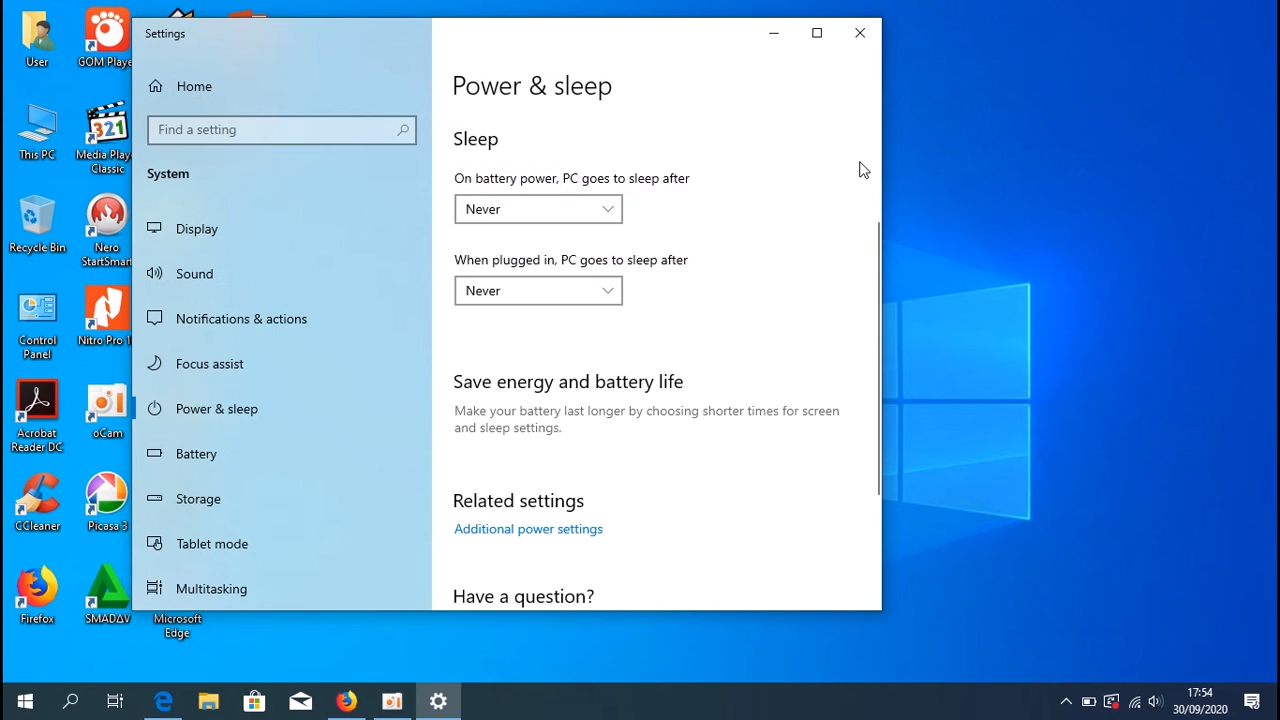 User
GOM Playe
This PC
Media Playe
Classic
Recycle Bin
Nero
StartSmart
Control
Panel
Nitro Pro 1
Acrobat
Reader DC
oCam
CCleaner
Picasa 3
Firefox
SMADΔV
Microsoft
Edge
Settings
Home
Find a setting
System
Display
Sound
Notifications & actions
Focus assist
Power & sleep
Battery
Storage
Tablet mode
Multitasking
Power & sleep
Sleep
On battery power, PC goes to sleep after
Never
When plugged in, PC goes to sleep after
Never
Save energy and battery life
Make your battery last longer by choosing shorter times for screen
and sleep settings.
Related settings
Additional power settings
Have a question?
17:54
30/09/2020